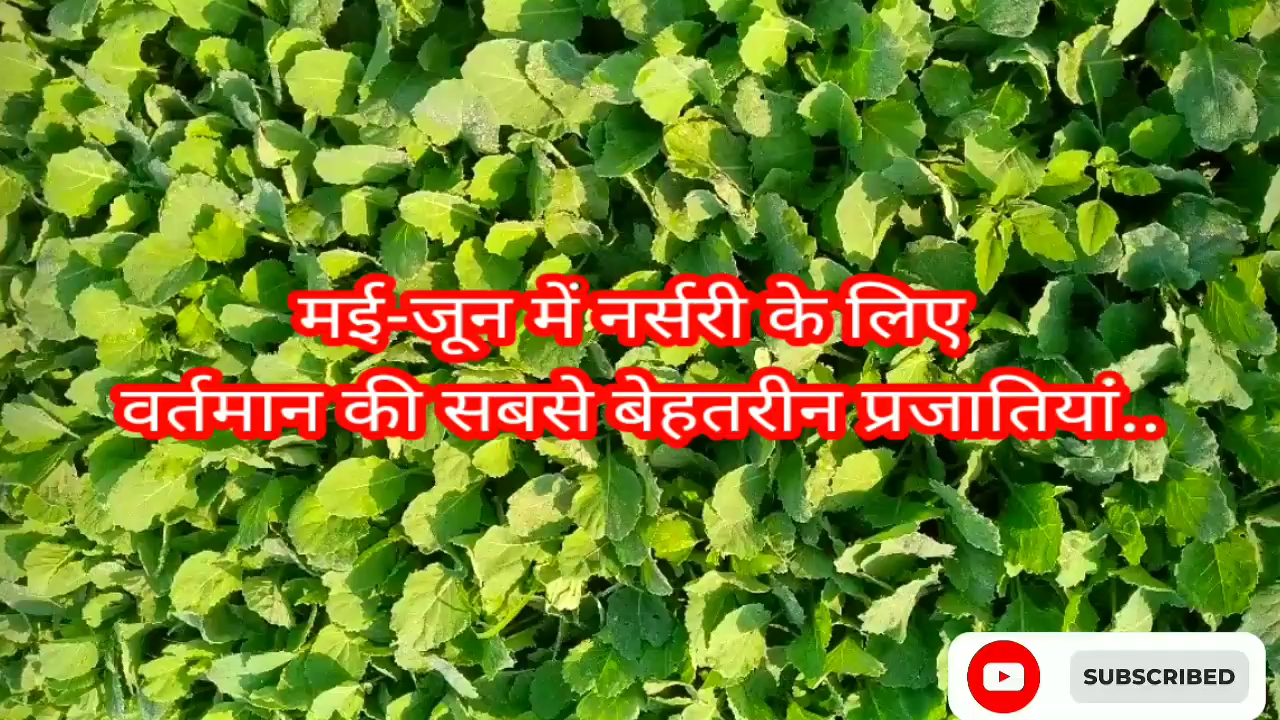 मई-जून में नर्सरी के लिए
वर्तमान की सबसे बेहतरीन प्रजातियां..
SUBSCRIBED